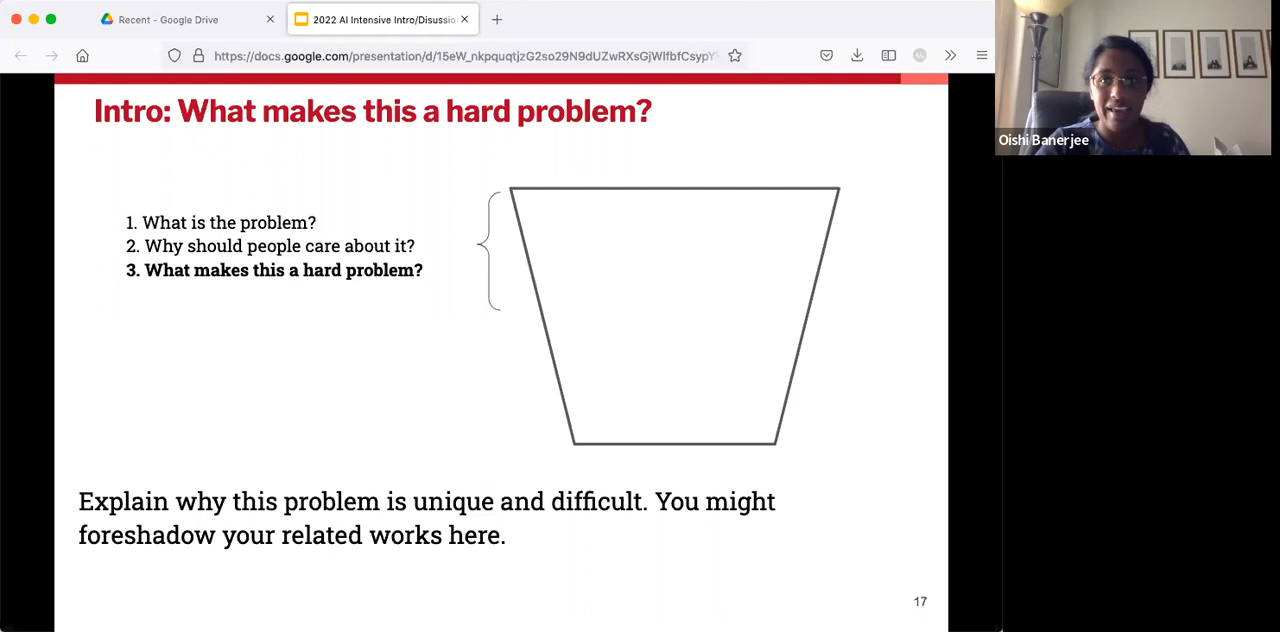 Recent - Google Drive
2022 AI Intensive Intro/Disussio
https://docs.google.com/presentation/d/15eW_nkpquqtjzG2so29N9dUZwRXsGjWlfbfCsypY
Intro: What makes this a hard problem?
Oishi Banerjee
1. What is the problem?
2. Why should people care about it?
3. What makes this a hard problem?
Explain why this problem is unique and difficult. You might
foreshadow your related works here.
17